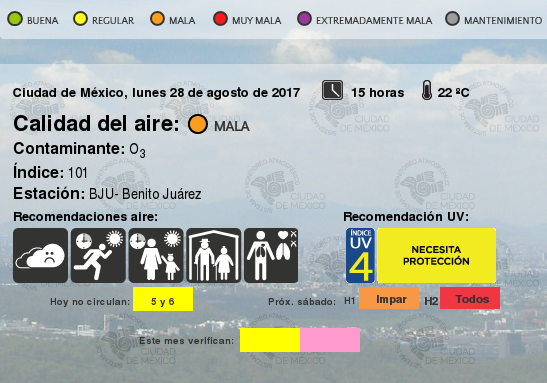 BUENA REGULAR MALA MUY MALA EXTREMADAMENTE MALA MANTENIMIENTO
Ciudad de México, lunes 28 de agosto de 2017 15 horas 22 ºC
Calidad del aire: MALA
Contaminante: O3
Índice: 101
Estación: BJU- Benito Juárez
Recomendaciones aire: Recomendación UV:
ÍNDICE
UV
4
NECESITA
PROTECCIÓN
Hoy no circulan: 5 y 6 Próx. sábado: H1 Impar H2 Todos
Este mes verifican:
CIUDAD
DE MÉXICO